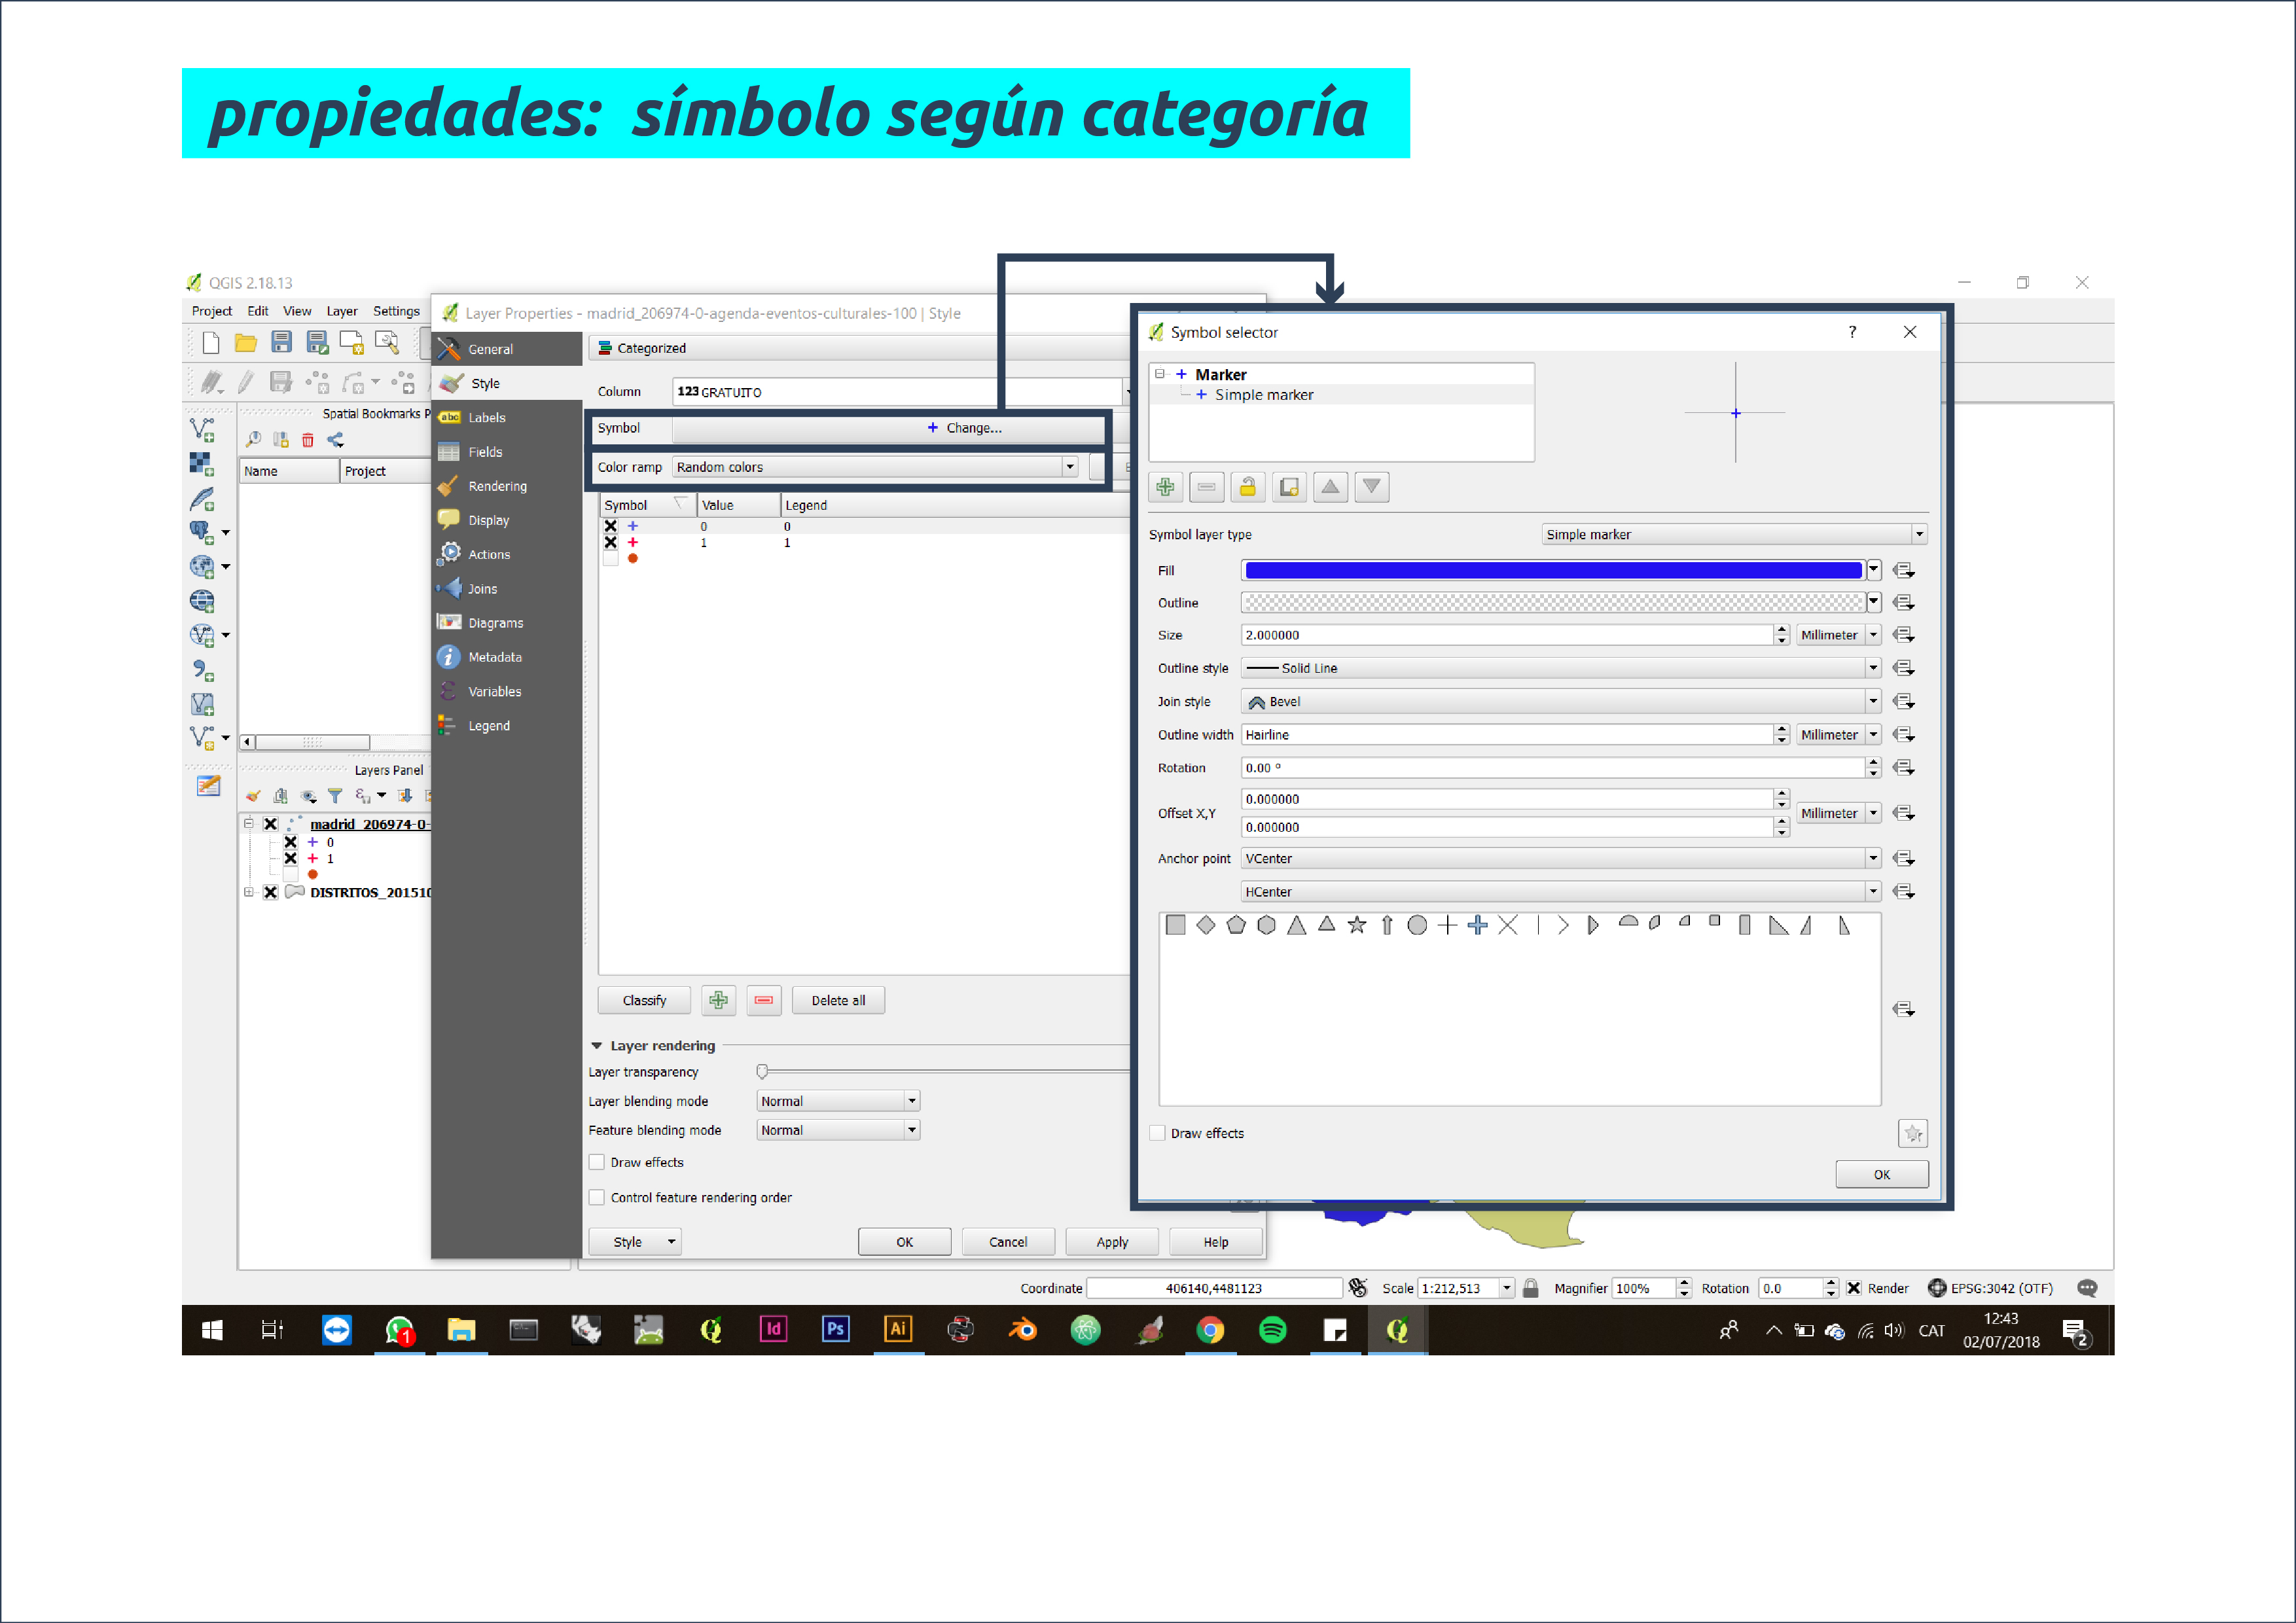 propiedades: símbolo según categoría
QGIS 2.18.13
Project Edit View Layer Settings
Layer Properties - madrid_206974-0-agenda-eventos-culturales-100 | Style
General
Style
Labels
Fields
Rendering
Display
Actions
Joins
Diagrams
Metadata
Variables
Legend
Spatial Bookmarks P
Name Project
Layers Panel
madrid_206974-0-
0
1
DISTRITOS_201510
Categorized
Column 123 GRATUITO
Symbol + Change...
Color ramp Random colors
Symbol Value Legend
0 0
1 1
Classify Delete all
Layer rendering
Layer transparency
Layer blending mode Normal
Feature blending mode Normal
Draw effects
Control feature rendering order
Style OK Cancel Apply Help
Symbol selector ?
Marker
Simple marker
Symbol layer type Simple marker
Fill
Outline
Size 2.000000 Millimeter
Outline style Solid Line
Join style Bevel
Outline width Hairline Millimeter
Rotation 0.00 °
Offset X,Y 0.000000 Millimeter
0.000000
Anchor point VCenter
HCenter
Draw effects
OK
Coordinate 406140,4481123 Scale 1:212,513 Magnifier 100% Rotation 0.0 Render EPSG:3042 (OTF)
1 Id Ps Ai CAT 12:43
02/07/2018 2